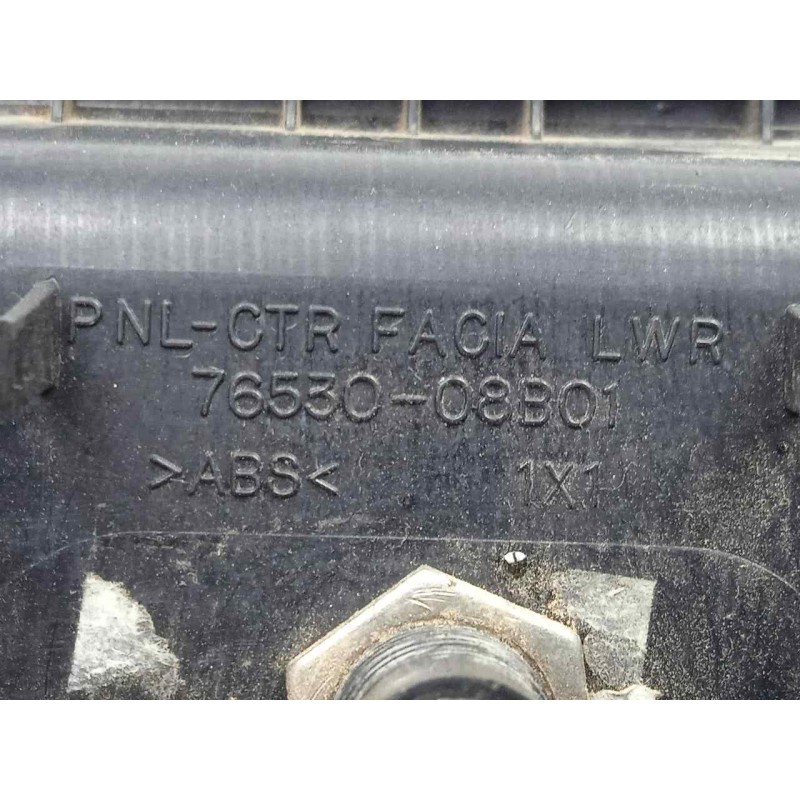 PNL-CTR FACIA LWR
76530-08B01
>ABS< 1X1